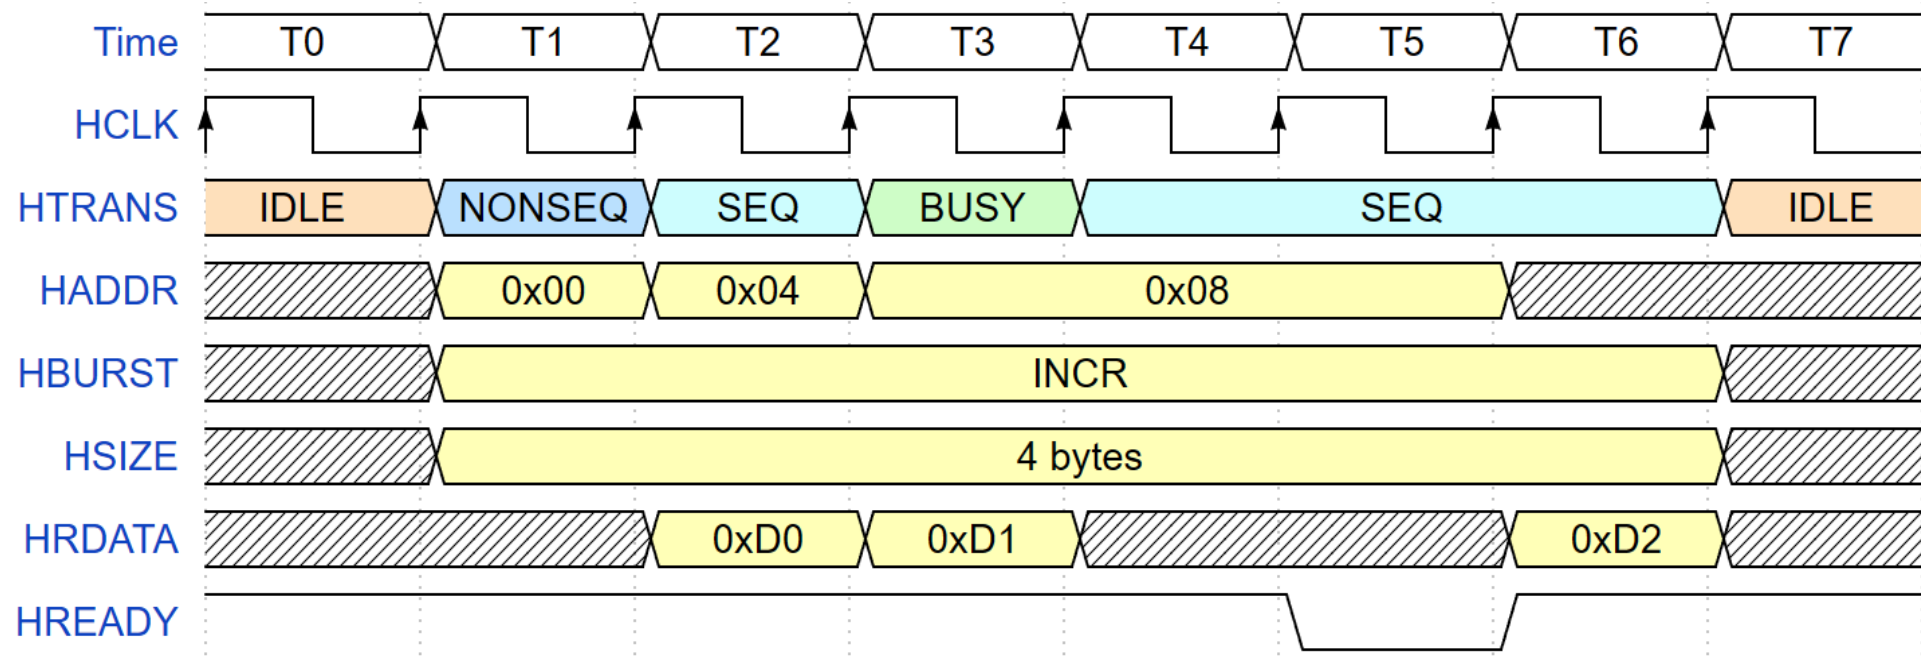 Time T0 T1 T2 T3 T4 T5 T6 T7
HCLK
HTRANS IDLE NONSEQ SEQ BUSY SEQ IDLE
HADDR 0x00 0x04 0x08
HBURST INCR
HSIZE 4 bytes
HRDATA 0xD0 0xD1 0xD2
HREADY